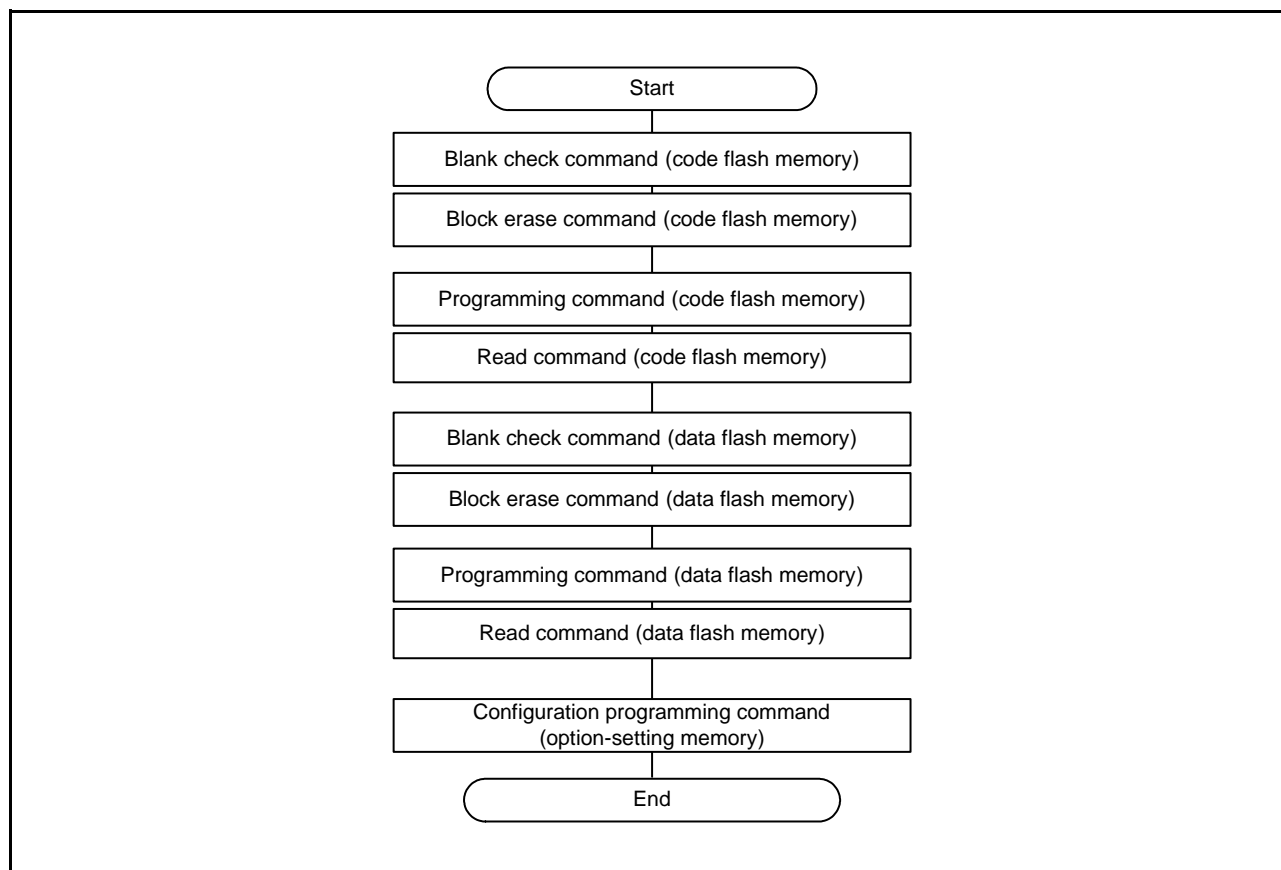 Start
Blank check command (code flash memory)
Block erase command (code flash memory)
Programming command (code flash memory)
Read command (code flash memory)
Blank check command (data flash memory)
Block erase command (data flash memory)
Programming command (data flash memory)
Read command (data flash memory)
Configuration programming command
(option-setting memory)
End